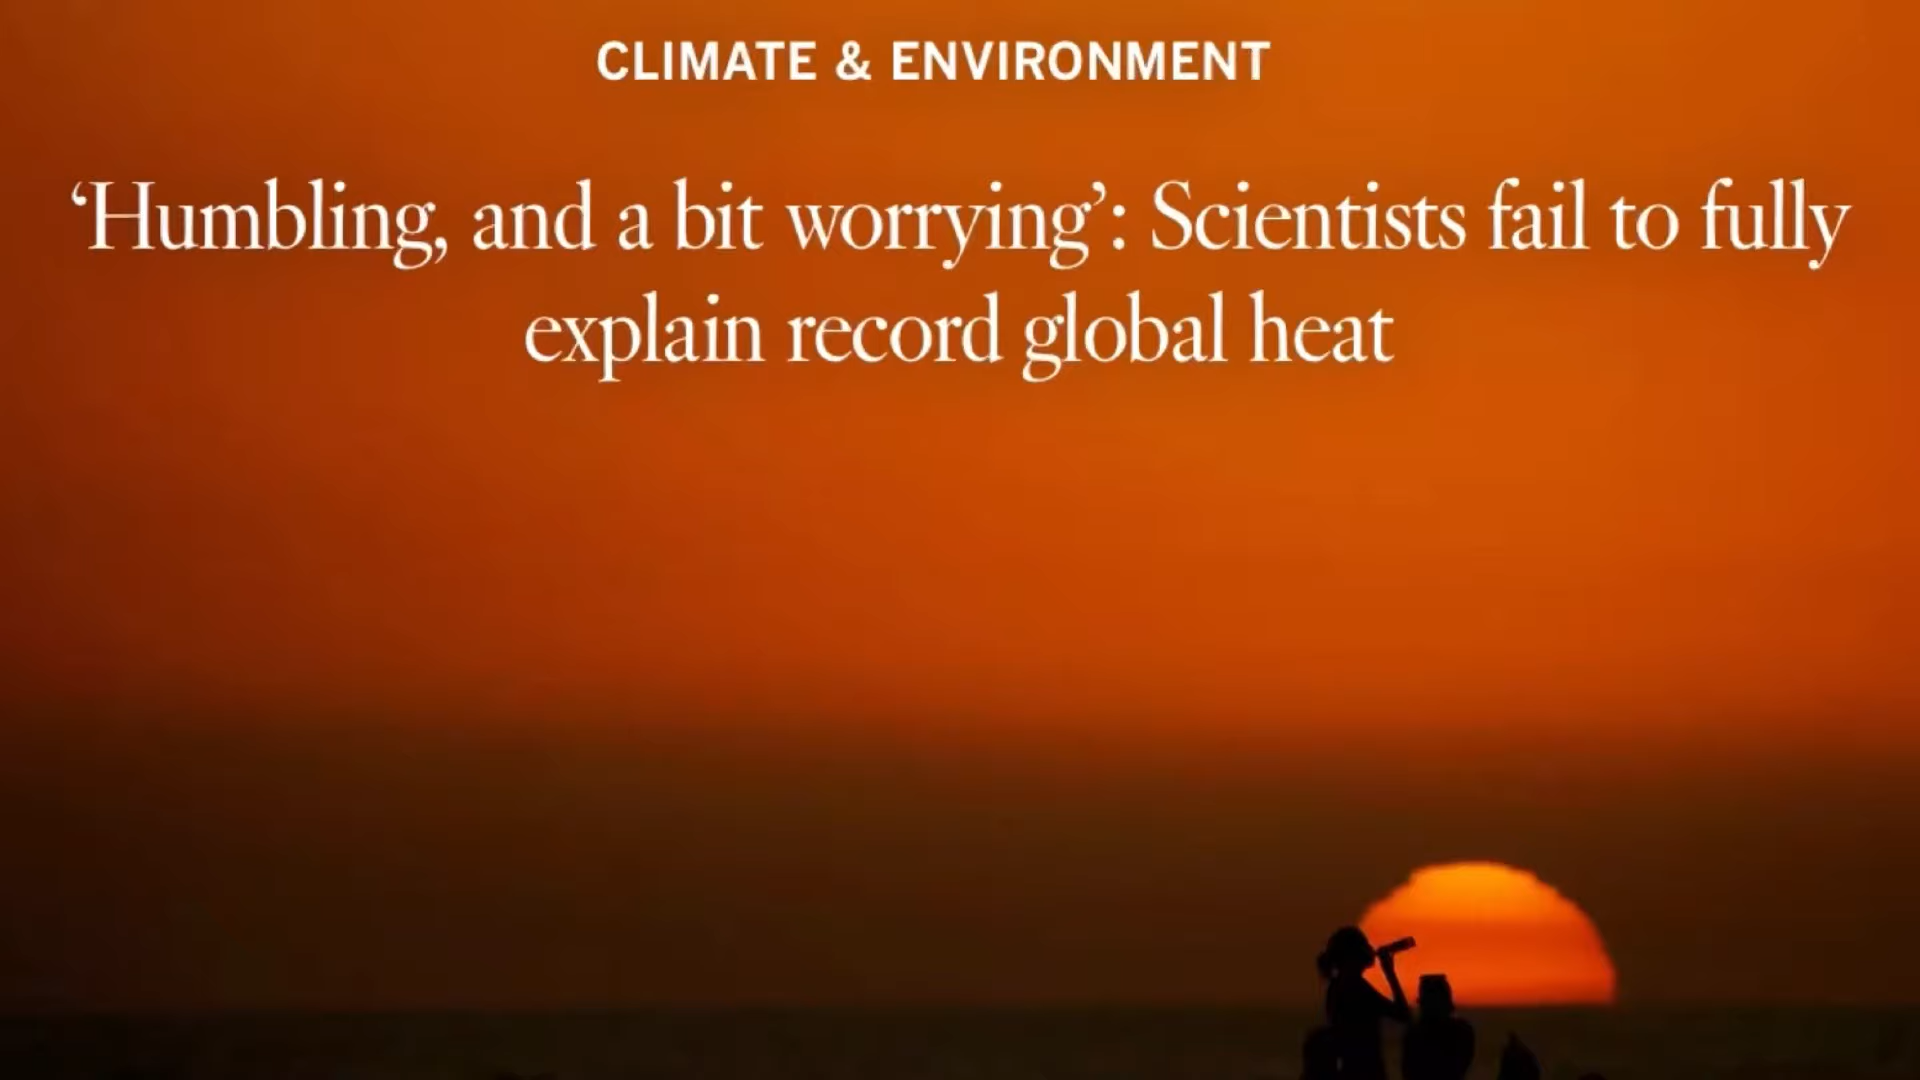 CLIMATE & ENVIRONMENT
‘Humbling, and a bit worrying’: Scientists fail to fully
explain record global heat